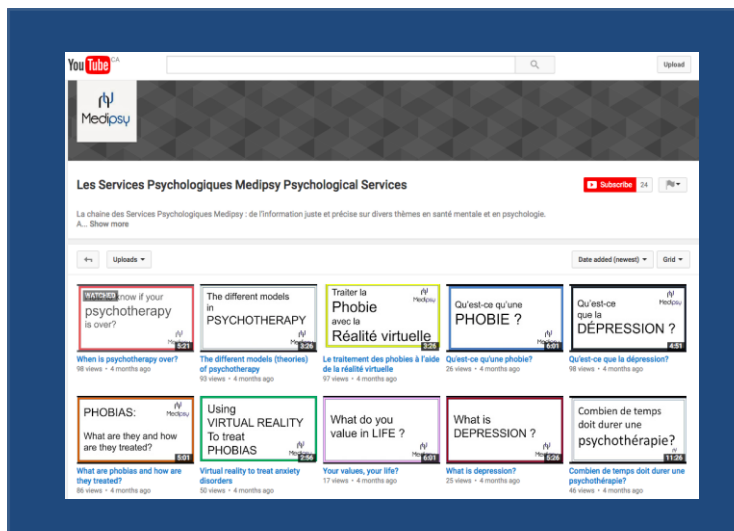 YouTube CA
Upload
Medipsy
Les Services Psychologiques Medipsy Psychological Services
Subscribe 24
La chaine des Services Psychologiques Medipsy : de l'information juste et précise sur divers thèmes en santé mentale et en psychologie.
A... Show more
Uploads
Date added (newest)
Grid
WATCHED now if your
psychotherapy
is over?
5:21
When is psychotherapy over?
98 views • 4 months ago
The different models
in
PSYCHOTHERAPY
3:26
The different models (theories)
of psychotherapy
93 views • 4 months ago
Traiter la
Phobie
avec la
Réalité virtuelle
Medipsy
3:26
Le traitement des phobies à l'aide
de la réalité virtuelle
97 views • 4 months ago
Qu'est-ce qu'une
PHOBIE ?
6:01
Qu'est-ce qu'une phobie?
26 views • 4 months ago
Qu'est-ce
que la
DÉPRESSION ?
Medipsy
4:51
Qu'est-ce que la dépression?
98 views • 4 months ago
PHOBIAS:
Medipsy
What are they and how
are they treated?
5:01
What are phobias and how are
they treated?
86 views • 4 months ago
Using
VIRTUAL REALITY
To treat
PHOBIAS
2:56
Virtual reality to treat anxiety
disorders
50 views • 4 months ago
What do you
value in LIFE ?
6:01
Your values, your life?
17 views • 4 months ago
What is
DEPRESSION ?
5:26
What is depression?
25 views • 4 months ago
Combien de temps
doit durer une
psychothérapie?
11:26
Combien de temps doit durer une
psychothérapie?
46 views • 4 months ago